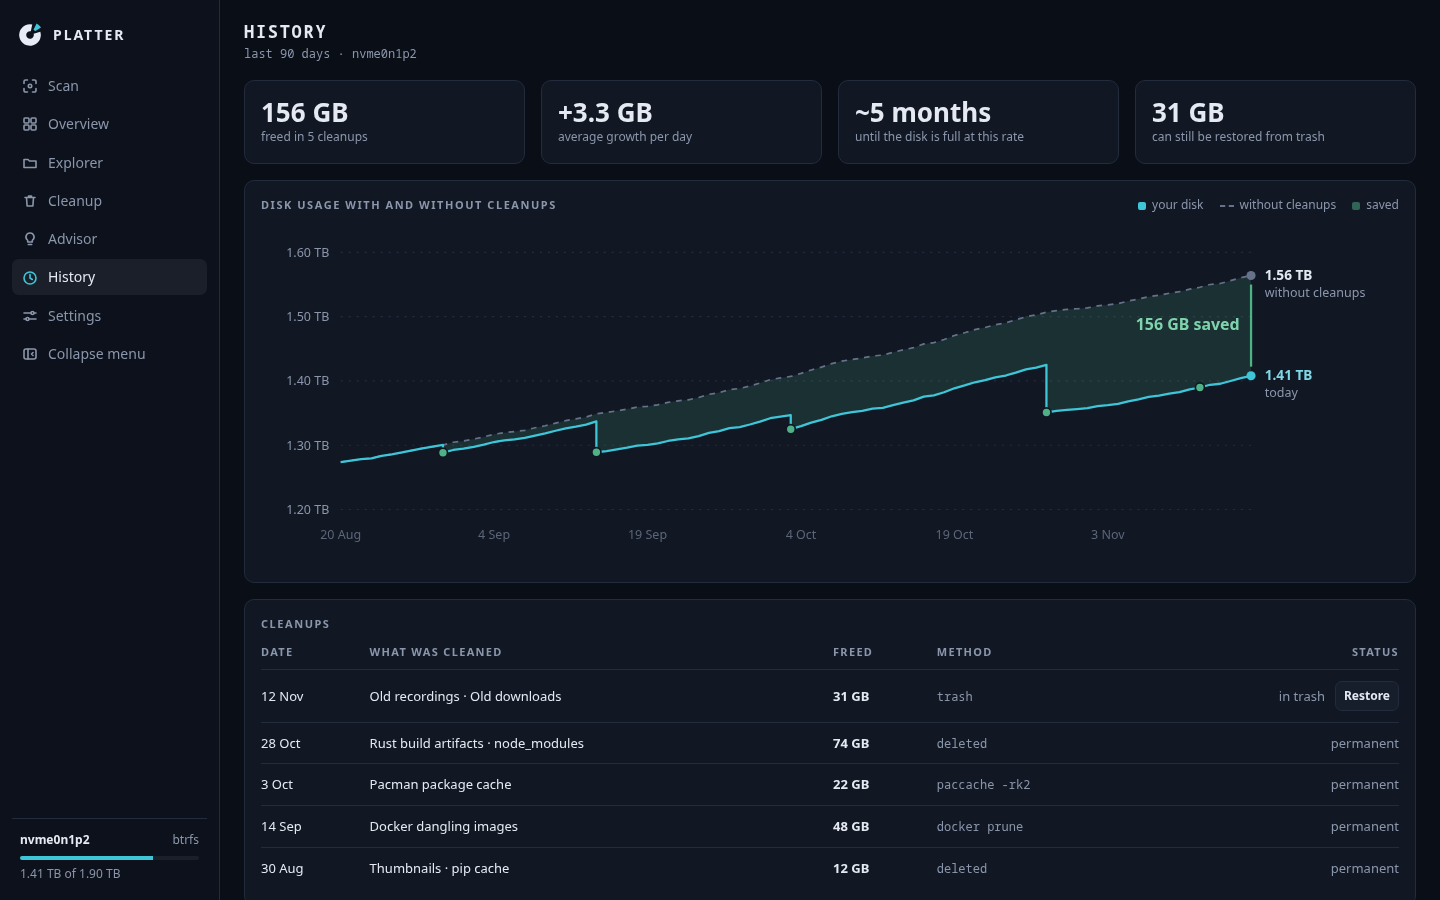 PLATTER
Scan
Overview
Explorer
Cleanup
Advisor
History
Settings
Collapse menu
nvme0n1p2 btrfs
1.41 TB of 1.90 TB
HISTORY
last 90 days · nvme0n1p2
156 GB
freed in 5 cleanups
+3.3 GB
average growth per day
~5 months
until the disk is full at this rate
31 GB
can still be restored from trash
DISK USAGE WITH AND WITHOUT CLEANUPS
your disk without cleanups saved
1.60 TB
1.50 TB
1.40 TB
1.30 TB
1.20 TB
20 Aug 4 Sep 19 Sep 4 Oct 19 Oct 3 Nov
1.56 TB
without cleanups
156 GB saved
1.41 TB
today
CLEANUPS
DATE WHAT WAS CLEANED FREED METHOD STATUS
12 Nov Old recordings · Old downloads 31 GB trash in trash Restore
28 Oct Rust build artifacts · node_modules 74 GB deleted permanent
3 Oct Pacman package cache 22 GB paccache -rk2 permanent
14 Sep Docker dangling images 48 GB docker prune permanent
30 Aug Thumbnails · pip cache 12 GB deleted permanent